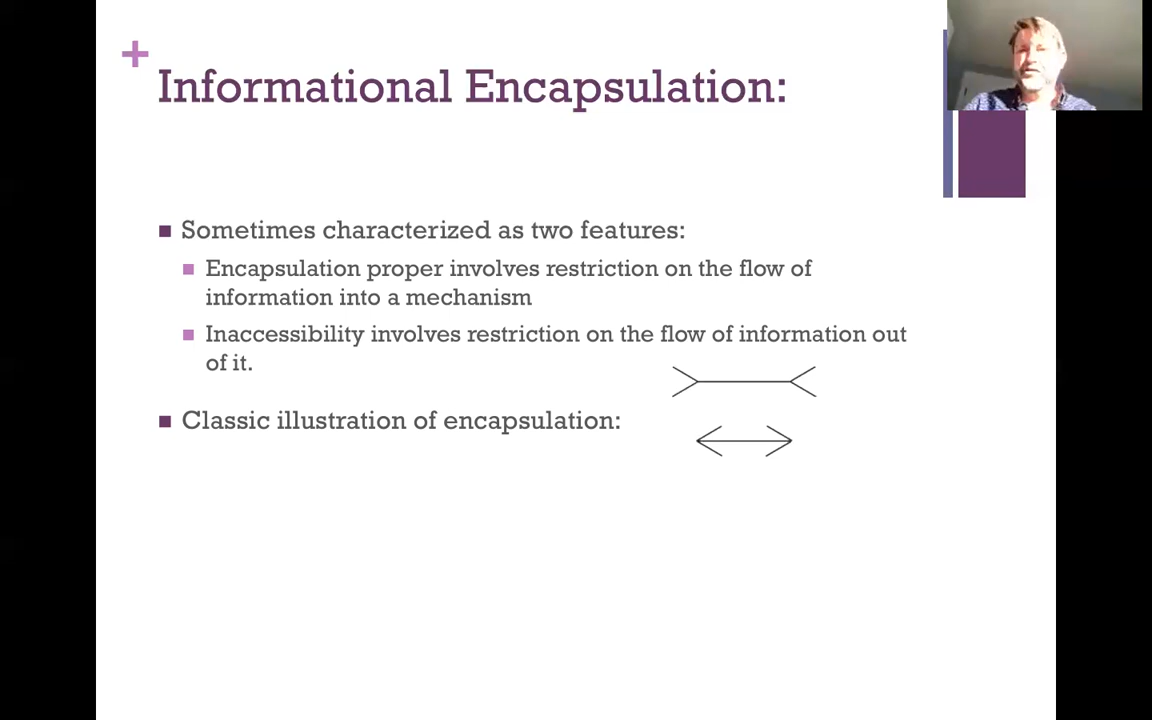 +
Informational Encapsulation:
Sometimes characterized as two features:
Encapsulation proper involves restriction on the flow of
information into a mechanism
Inaccessibility involves restriction on the flow of information out
of it.
Classic illustration of encapsulation: